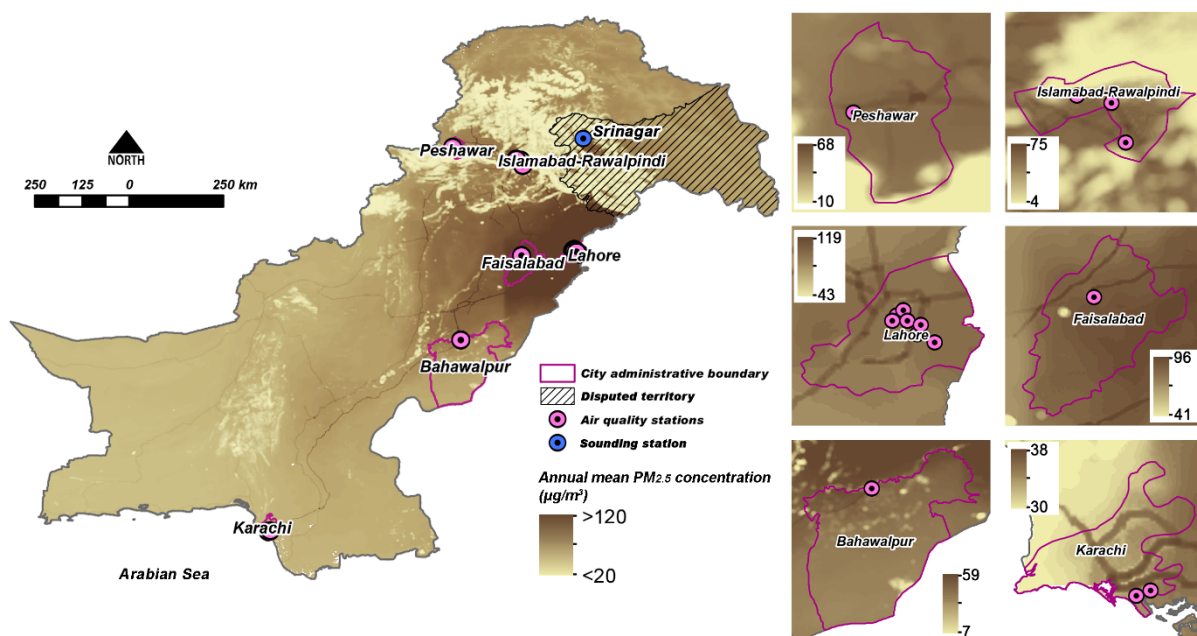 NORTH
250 125 0 250 km
Peshawar
Srinagar
Islamabad-Rawalpindi
Faisalabad
Lahore
Bahawalpur
Karachi
Arabian Sea
City administrative boundary
Disputed territory
Air quality stations
Sounding station
Annual mean PM2.5 concentration
(µg/m³)
>120
<20
Peshawar
68
10
Islamabad-Rawalpindi
75
4
119
43
Lahore
Faisalabad
96
41
Bahawalpur
59
7
38
30
Karachi